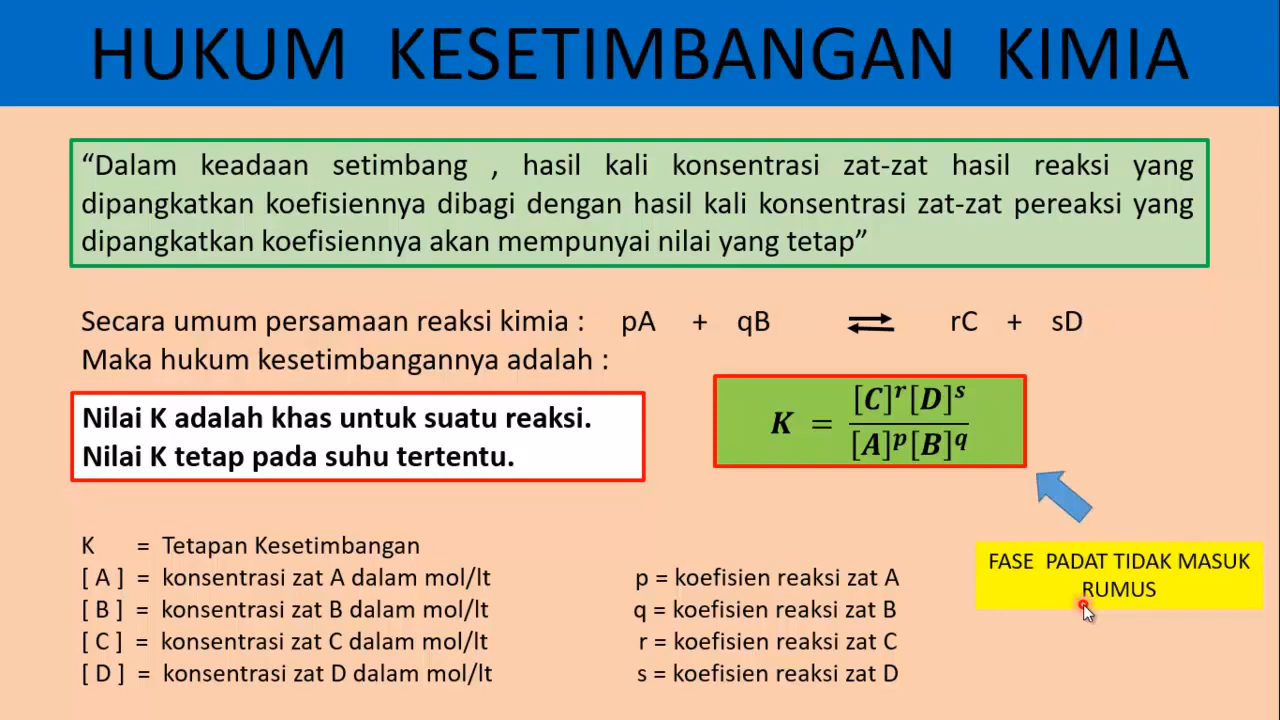 HUKUM KESETIMBANGAN KIMIA
“Dalam keadaan setimbang , hasil kali konsentrasi zat-zat hasil reaksi yang
dipangkatkan koefisiennya dibagi dengan hasil kali konsentrasi zat-zat pereaksi yang
dipangkatkan koefisiennya akan mempunyai nilai yang tetap”
Secara umum persamaan reaksi kimia : pA + qB ⇌ rC + sD
Maka hukum kesetimbangannya adalah :
Nilai K adalah khas untuk suatu reaksi.
Nilai K tetap pada suhu tertentu.
K = [C]^r[D]^s / [A]^p[B]^q
K = Tetapan Kesetimbangan
[ A ] = konsentrasi zat A dalam mol/lt
[ B ] = konsentrasi zat B dalam mol/lt
[ C ] = konsentrasi zat C dalam mol/lt
[ D ] = konsentrasi zat D dalam mol/lt
p = koefisien reaksi zat A
q = koefisien reaksi zat B
r = koefisien reaksi zat C
s = koefisien reaksi zat D
FASE PADAT TIDAK MASUK
RUMUS